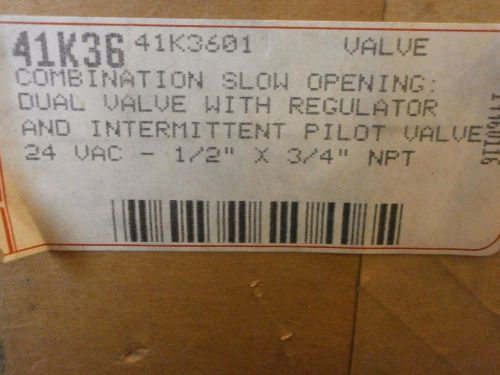 41K36 41K3601 VALVE
COMBINATION SLOW OPENING:
DUAL VALVE WITH REGULATOR
AND INTERMITTENT PILOT VALVE
24 VAC - 1/2" X 3/4" NPT